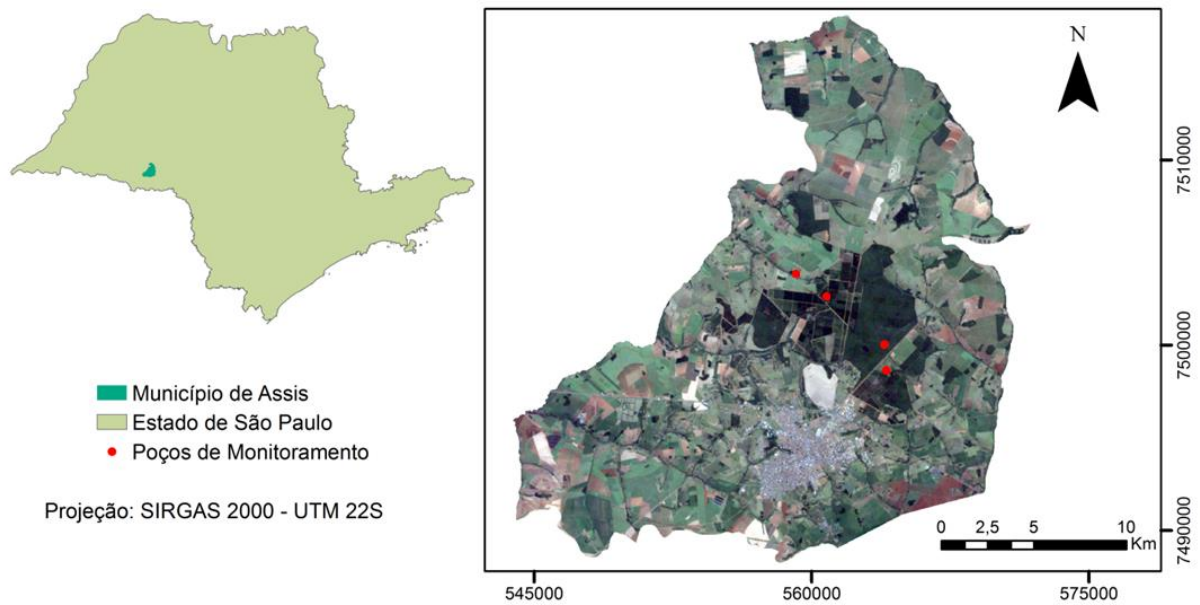 Município de Assis
Estado de São Paulo
Poços de Monitoramento
Projeção: SIRGAS 2000 - UTM 22S
N
7510000
7500000
7490000
0 2,5 5 10
Km
545000 560000 575000